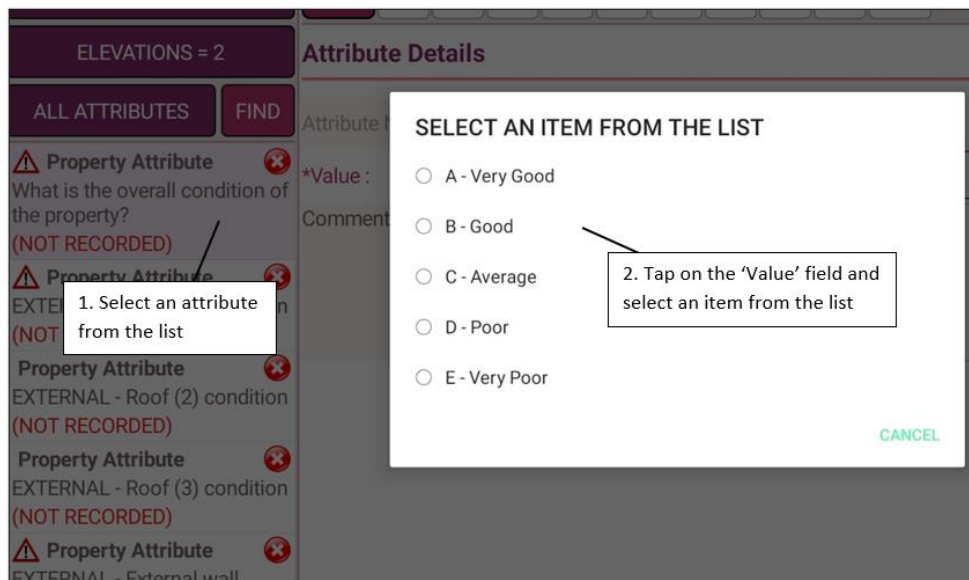 ELEVATIONS = 2
ALL ATTRIBUTES
FIND
Property Attribute
What is the overall condition of
the property?
(NOT RECORDED)
Property Attribute
(NOT
1. Select an attribute
from the list
Property Attribute
EXTERNAL - Roof (2) condition
(NOT RECORDED)
Property Attribute
EXTERNAL - Roof (3) condition
(NOT RECORDED)
Property Attribute
EXTERNAL - External wall
Attribute Details
Attribute
*Value :
Comment
SELECT AN ITEM FROM THE LIST
A - Very Good
B - Good
C - Average
D - Poor
E - Very Poor
2. Tap on the ‘Value’ field and
select an item from the list
CANCEL